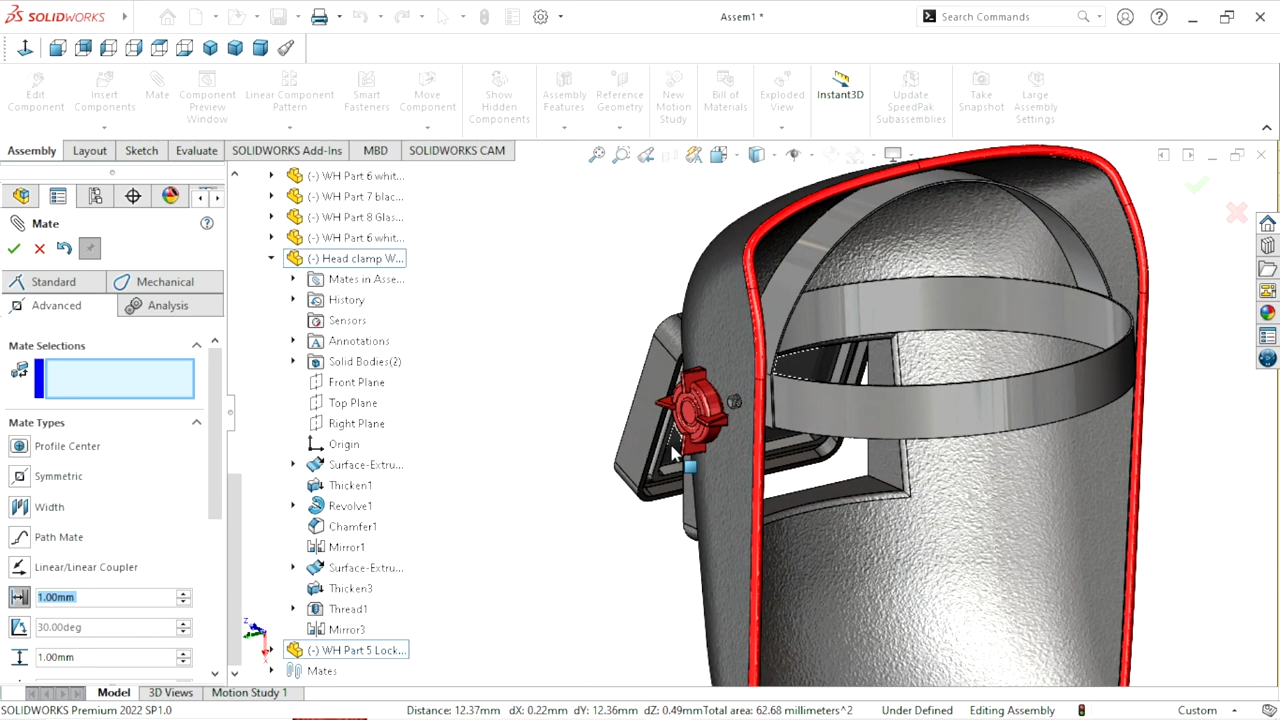 SOLIDWORKS
Assem1 *
Search Commands
Edit Component
Insert Components
Mate
Component Preview Window
Linear Component Pattern
Smart Fasteners
Move Component
Show Hidden Components
Assembly Features
Reference Geometry
New Motion Study
Bill of Materials
Exploded View
Instant3D
Update SpeedPak Subassemblies
Take Snapshot
Large Assembly Settings
Assembly
Layout
Sketch
Evaluate
SOLIDWORKS Add-Ins
MBD
SOLIDWORKS CAM
Mate
Standard
Mechanical
Advanced
Analysis
Mate Selections
Mate Types
Profile Center
Symmetric
Width
Path Mate
Linear/Linear Coupler
1.00mm
30.00deg
1.00mm
(-) WH Part 6 whit...
(-) WH Part 7 blac...
(-) WH Part 8 Glas...
(-) WH Part 6 whit...
(-) Head clamp W...
Mates in Asse...
History
Sensors
Annotations
Solid Bodies(2)
Front Plane
Top Plane
Right Plane
Origin
Surface-Extru...
Thicken1
Revolve1
Chamfer1
Mirror1
Surface-Extru...
Thicken3
Thread1
Mirror3
(-) WH Part 5 Lock...
Mates
Model
3D Views
Motion Study 1
SOLIDWORKS Premium 2022 SP1.0
Distance: 12.37mm dX: 0.22mm dY: 12.36mm dZ: 0.49mmTotal area: 62.68 millimeters^2
Under Defined
Editing Assembly
Custom